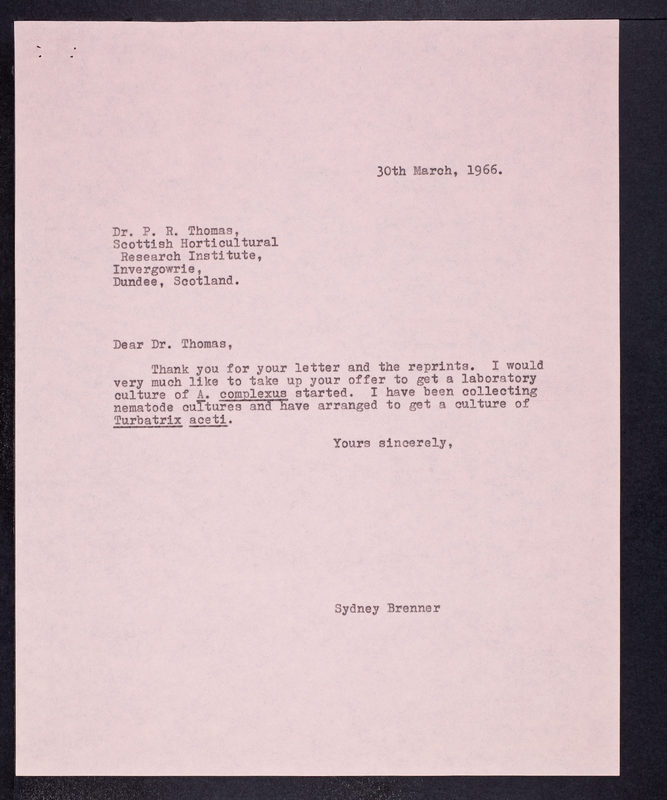 30th March, 1966.
Dr. P. R. Thomas,
Scottish Horticultural
Research Institute,
Invergowrie,
Dundee, Scotland.
Dear Dr. Thomas,
Thank you for your letter and the reprints. I would
very much like to take up your offer to get a laboratory
culture of A. complexus started. I have been collecting
nematode cultures and have arranged to get a culture of
Turbatrix aceti.
Yours sincerely,
Sydney Brenner